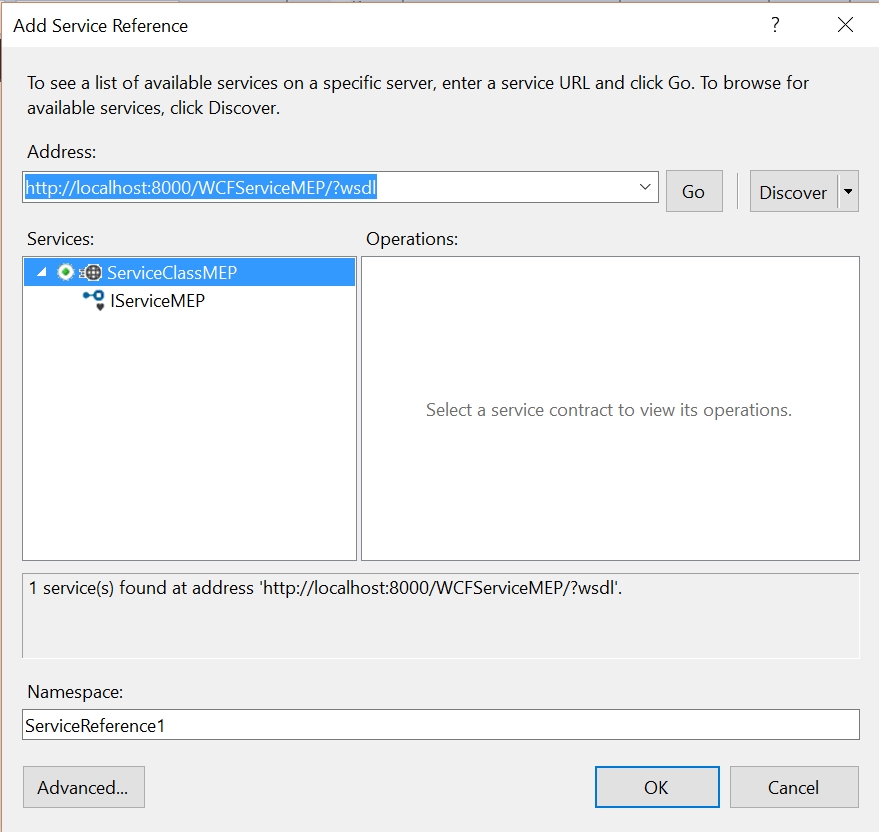 Add Service Reference
?
To see a list of available services on a specific server, enter a service URL and click Go. To browse for
available services, click Discover.
Address:
http://localhost:8000/WCFServiceMEP/?wsdl
Go
Discover
Services:
Operations:
ServiceClassMEP
IServiceMEP
Select a service contract to view its operations.
1 service(s) found at address 'http://localhost:8000/WCFServiceMEP/?wsdl'.
Namespace:
ServiceReference1
Advanced...
OK
Cancel